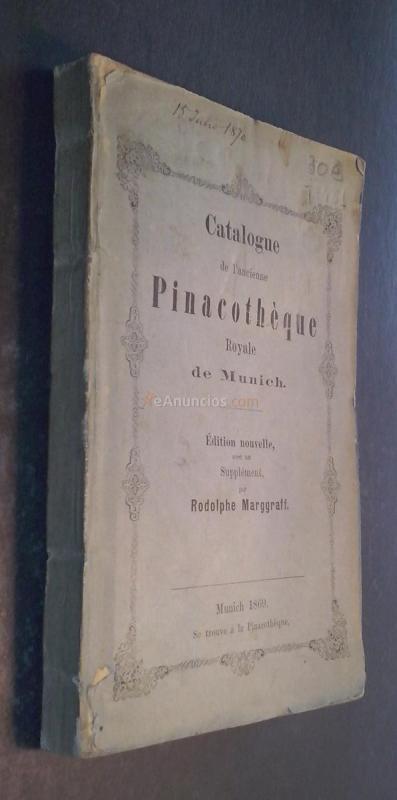 15 Julio 1870
309
Catalogue
de l'ancienne
Pinacothèque
Royale
de Munich.
eAnuncios.com
Édition nouvelle,
avec un
Supplément,
par
Rodolphe Marggraff.
Munich 1869.
Se trouve à la Pinacothèque.